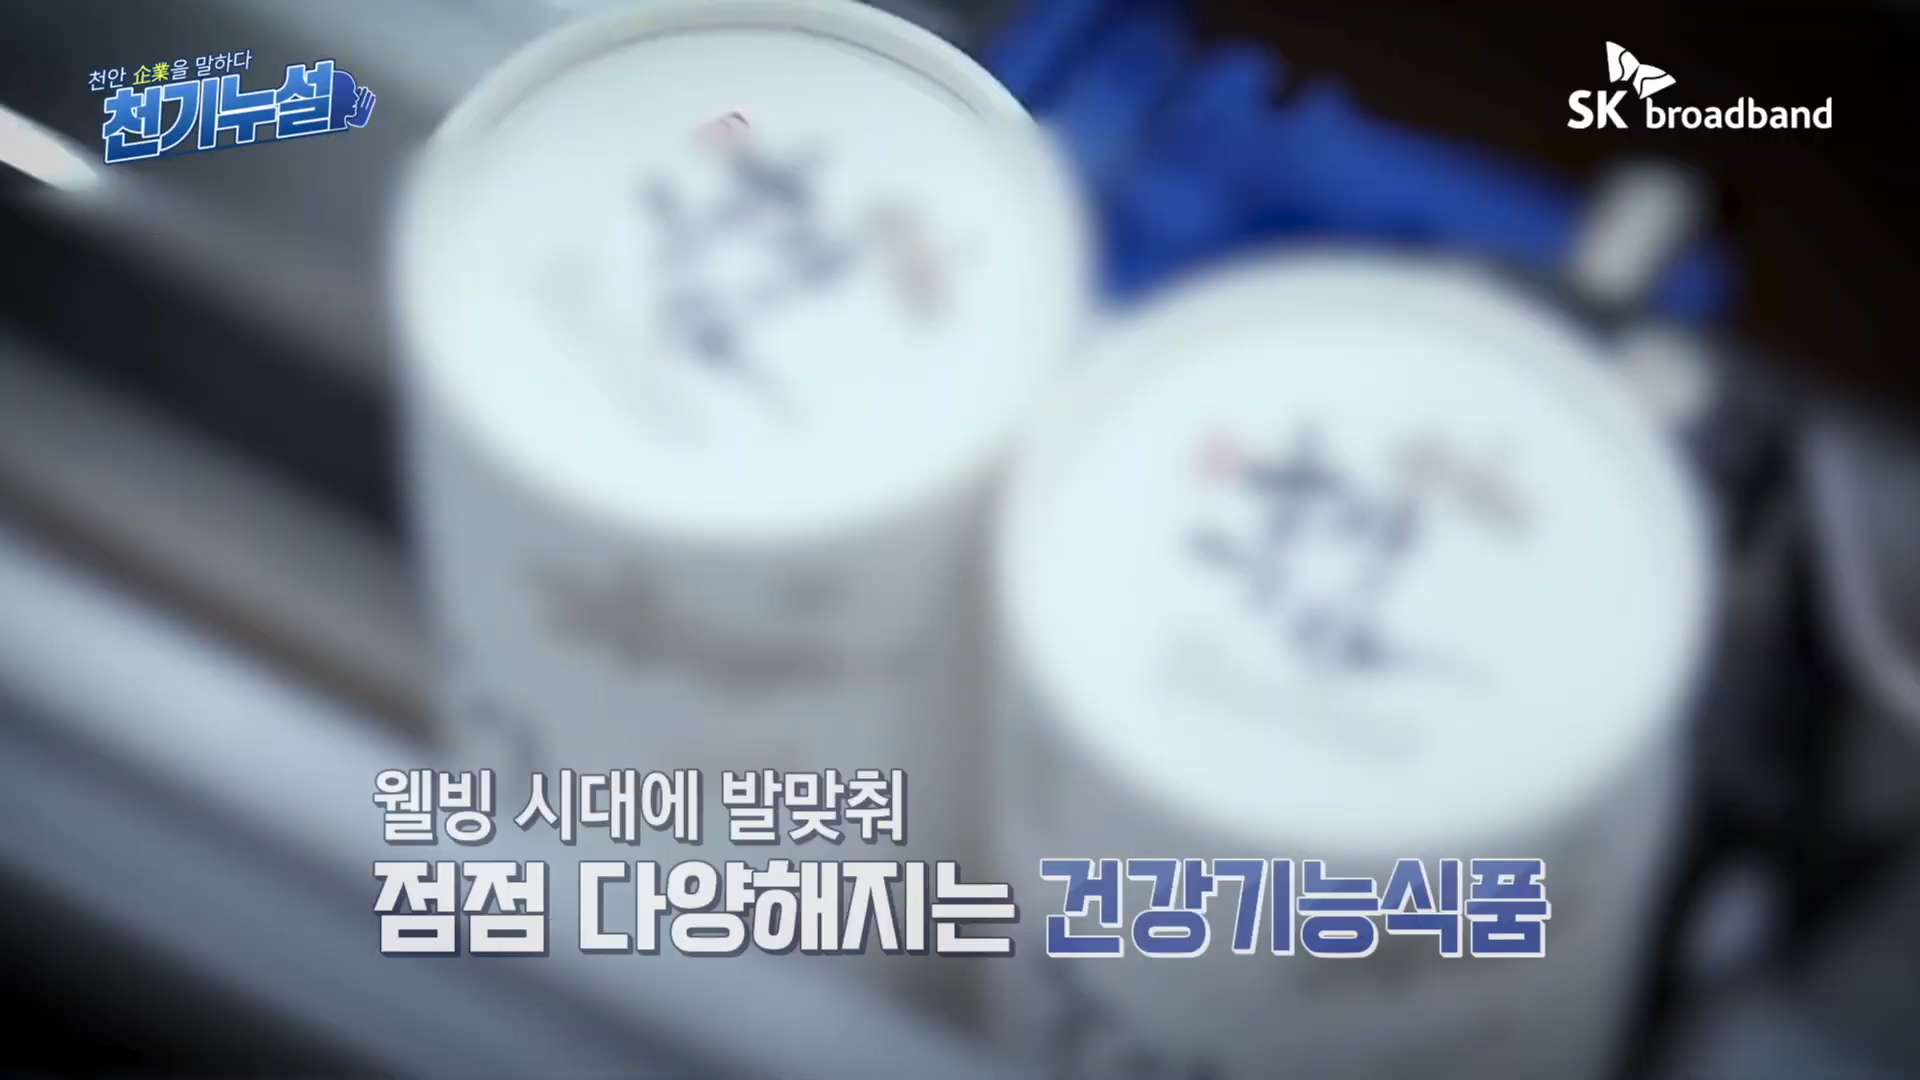 천안 企業을 말하다
천기누설
SK broadband
웰빙 시대에 발맞춰
점점 다양해지는 건강기능식품